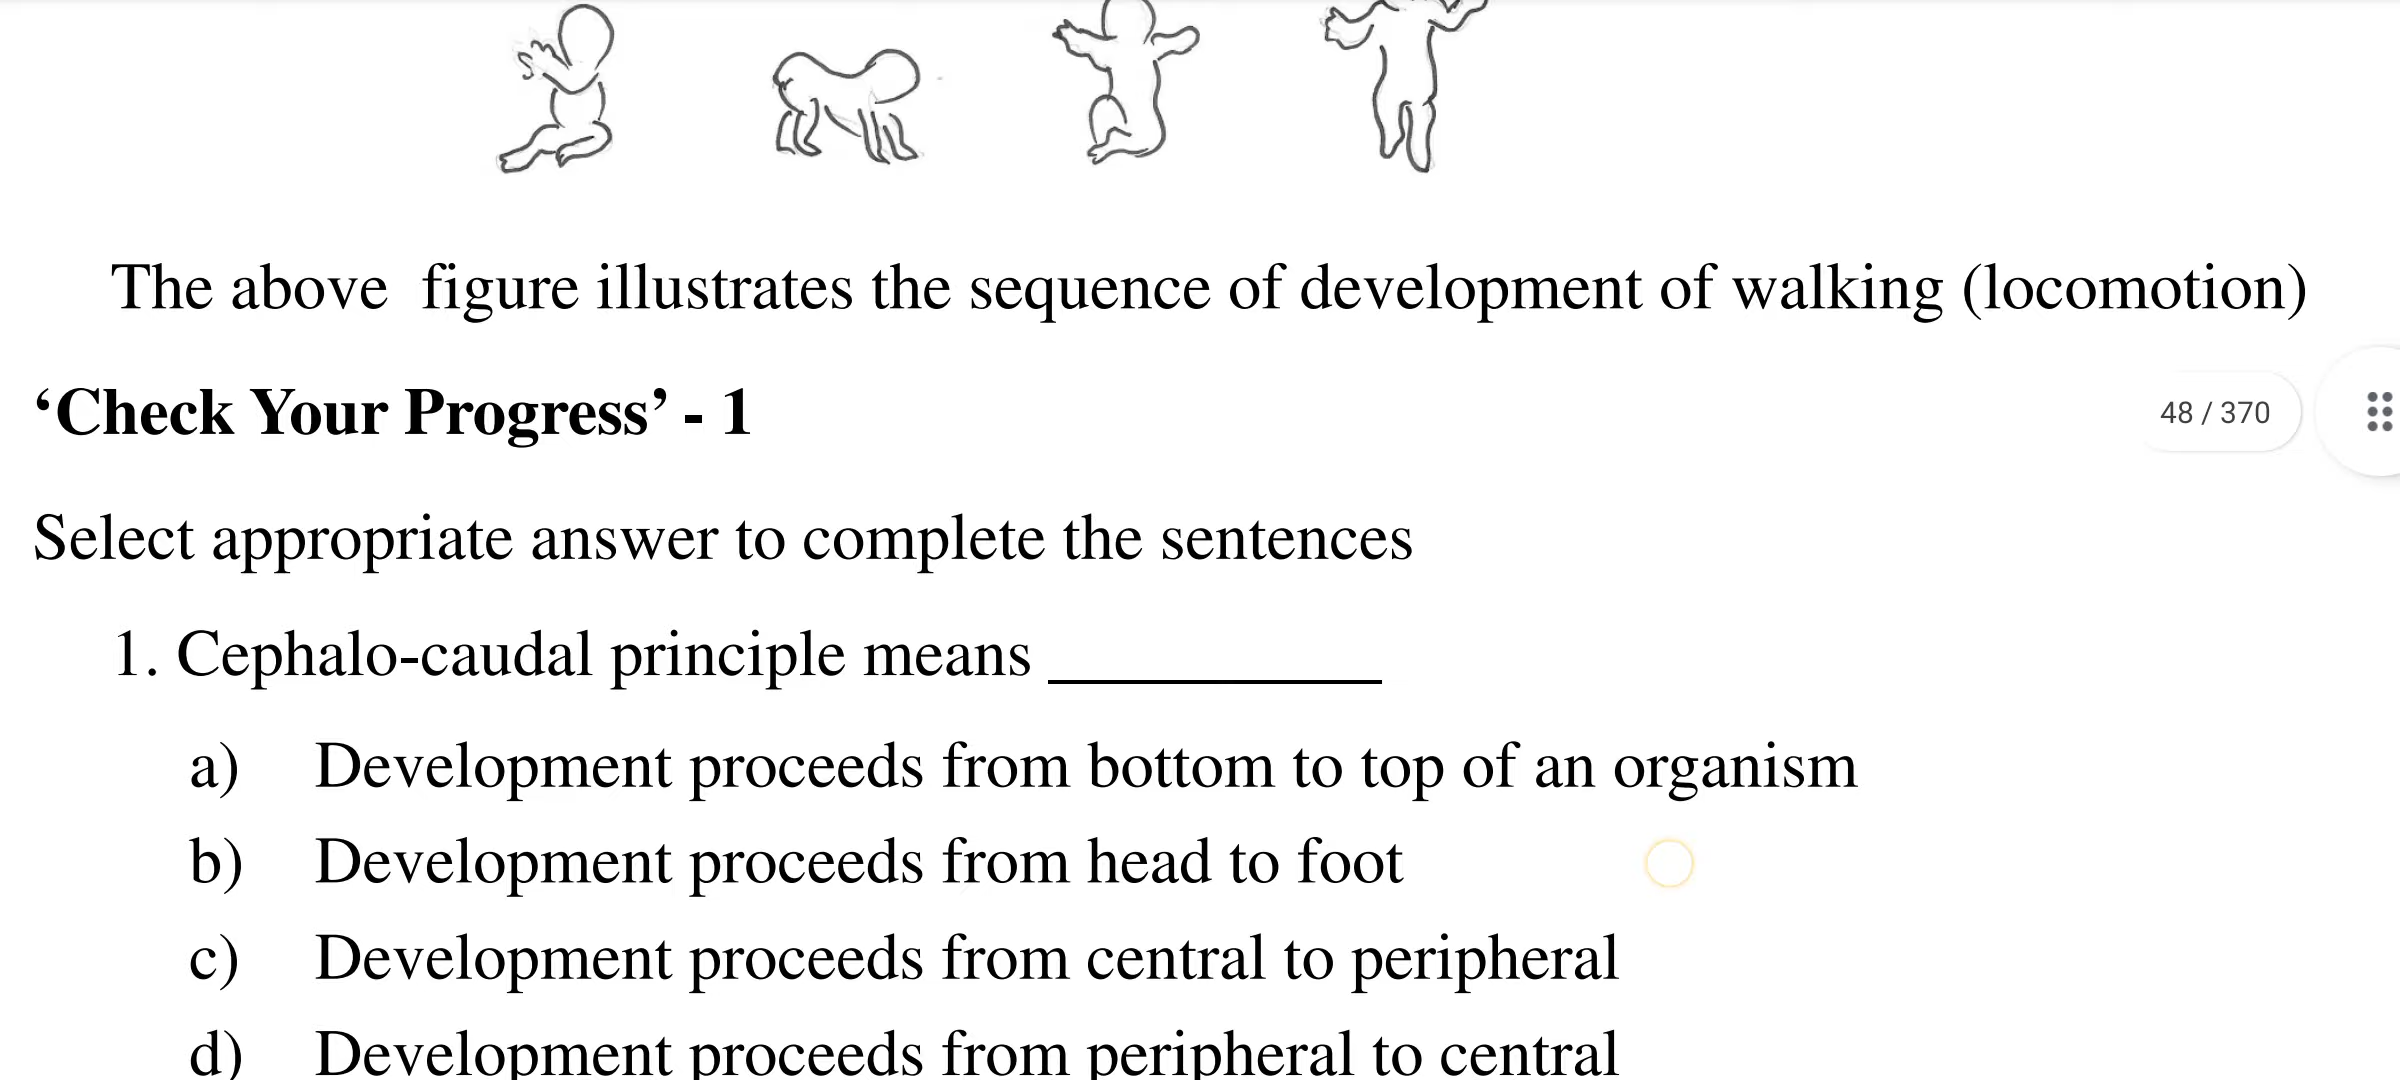 The above figure illustrates the sequence of development of walking (locomotion)
‘Check Your Progress’ - 1
48 / 370
Select appropriate answer to complete the sentences
1. Cephalo-caudal principle means __________
a) Development proceeds from bottom to top of an organism
b) Development proceeds from head to foot
c) Development proceeds from central to peripheral
d) Development proceeds from peripheral to central